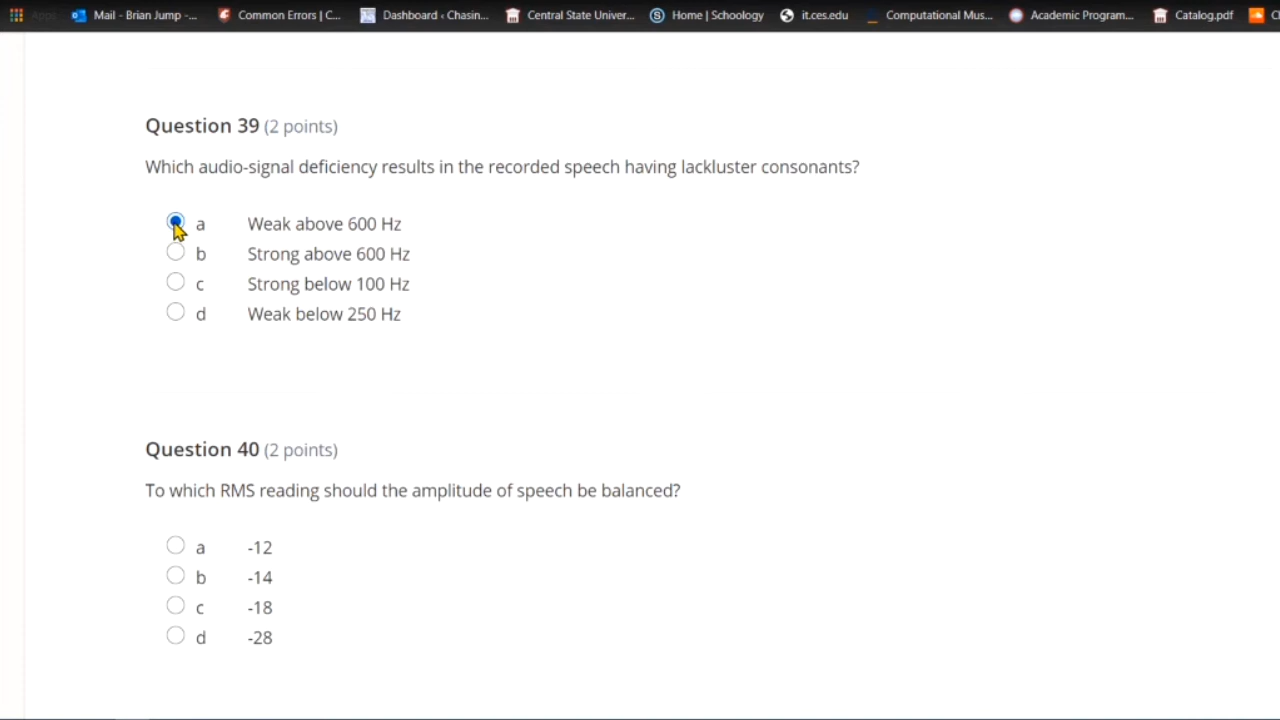 Apps Mail - Brian Jump -... Common Errors | C... Dashboard ‹ Chasin... Central State Univer... Home | Schoology it.ces.edu Computational Mus... Academic Program... Catalog.pdf
Question 39 (2 points)
Which audio-signal deficiency results in the recorded speech having lackluster consonants?
a Weak above 600 Hz
b Strong above 600 Hz
c Strong below 100 Hz
d Weak below 250 Hz
Question 40 (2 points)
To which RMS reading should the amplitude of speech be balanced?
a -12
b -14
c -18
d -28